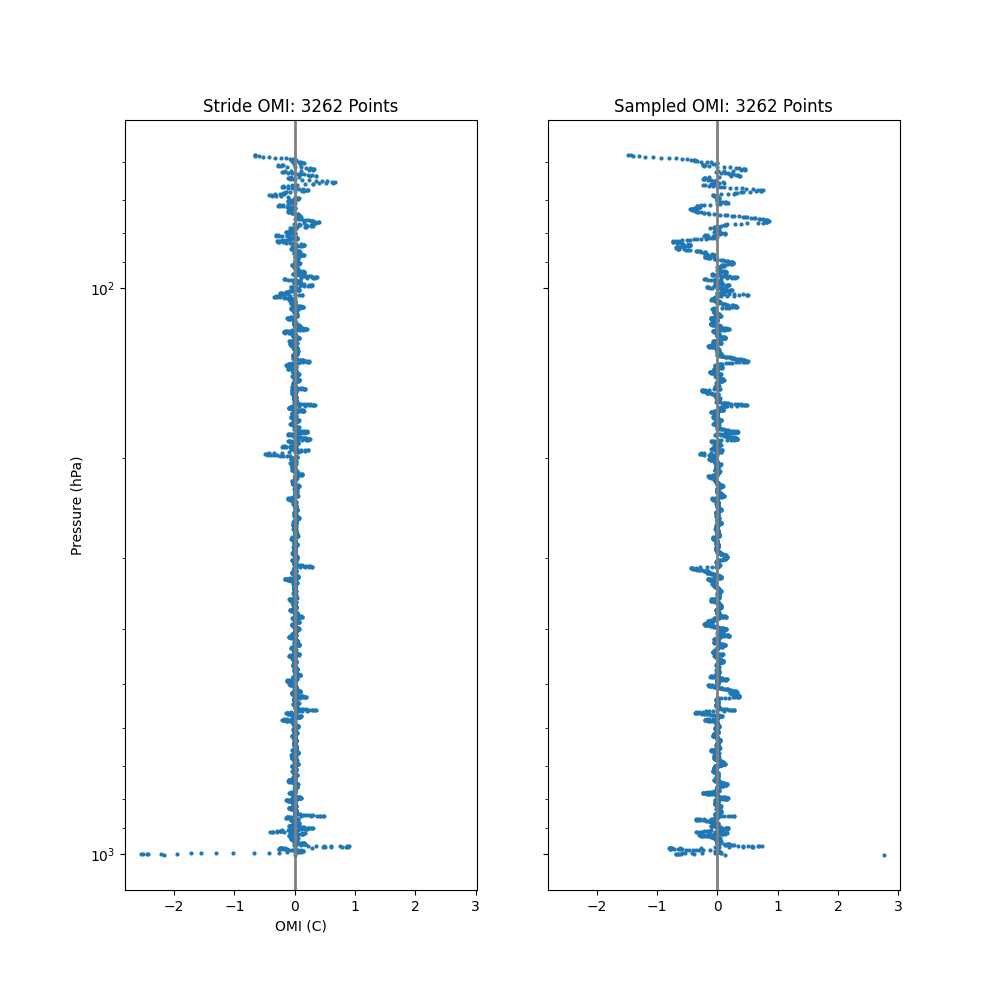 Stride OMI: 3262 Points
Sampled OMI: 3262 Points
Pressure (hPa)
10²
10³
−2 −1 0 1 2 3
−2 −1 0 1 2 3
OMI (C)